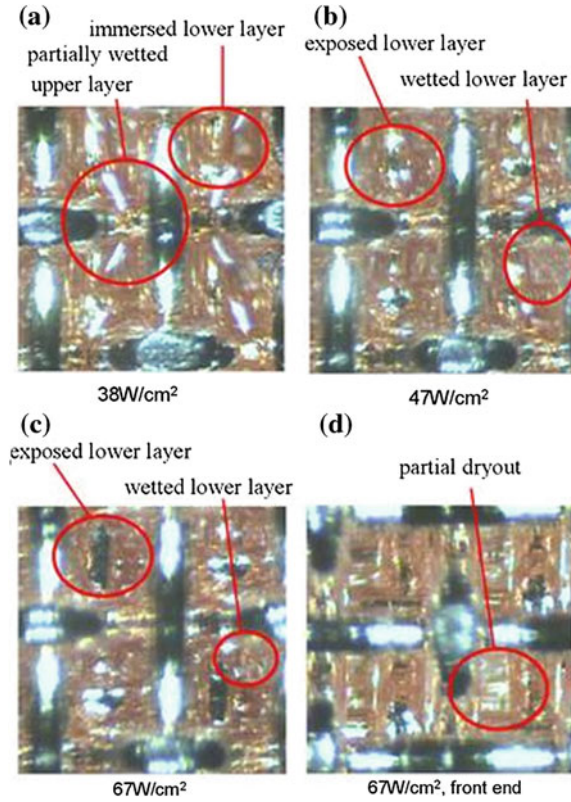 (a)
immersed lower layer
partially wetted
upper layer
38W/cm²
(b)
exposed lower layer
wetted lower layer
47W/cm²
(c)
exposed lower layer
wetted lower layer
67W/cm²
(d)
partial dryout
67W/cm², front end